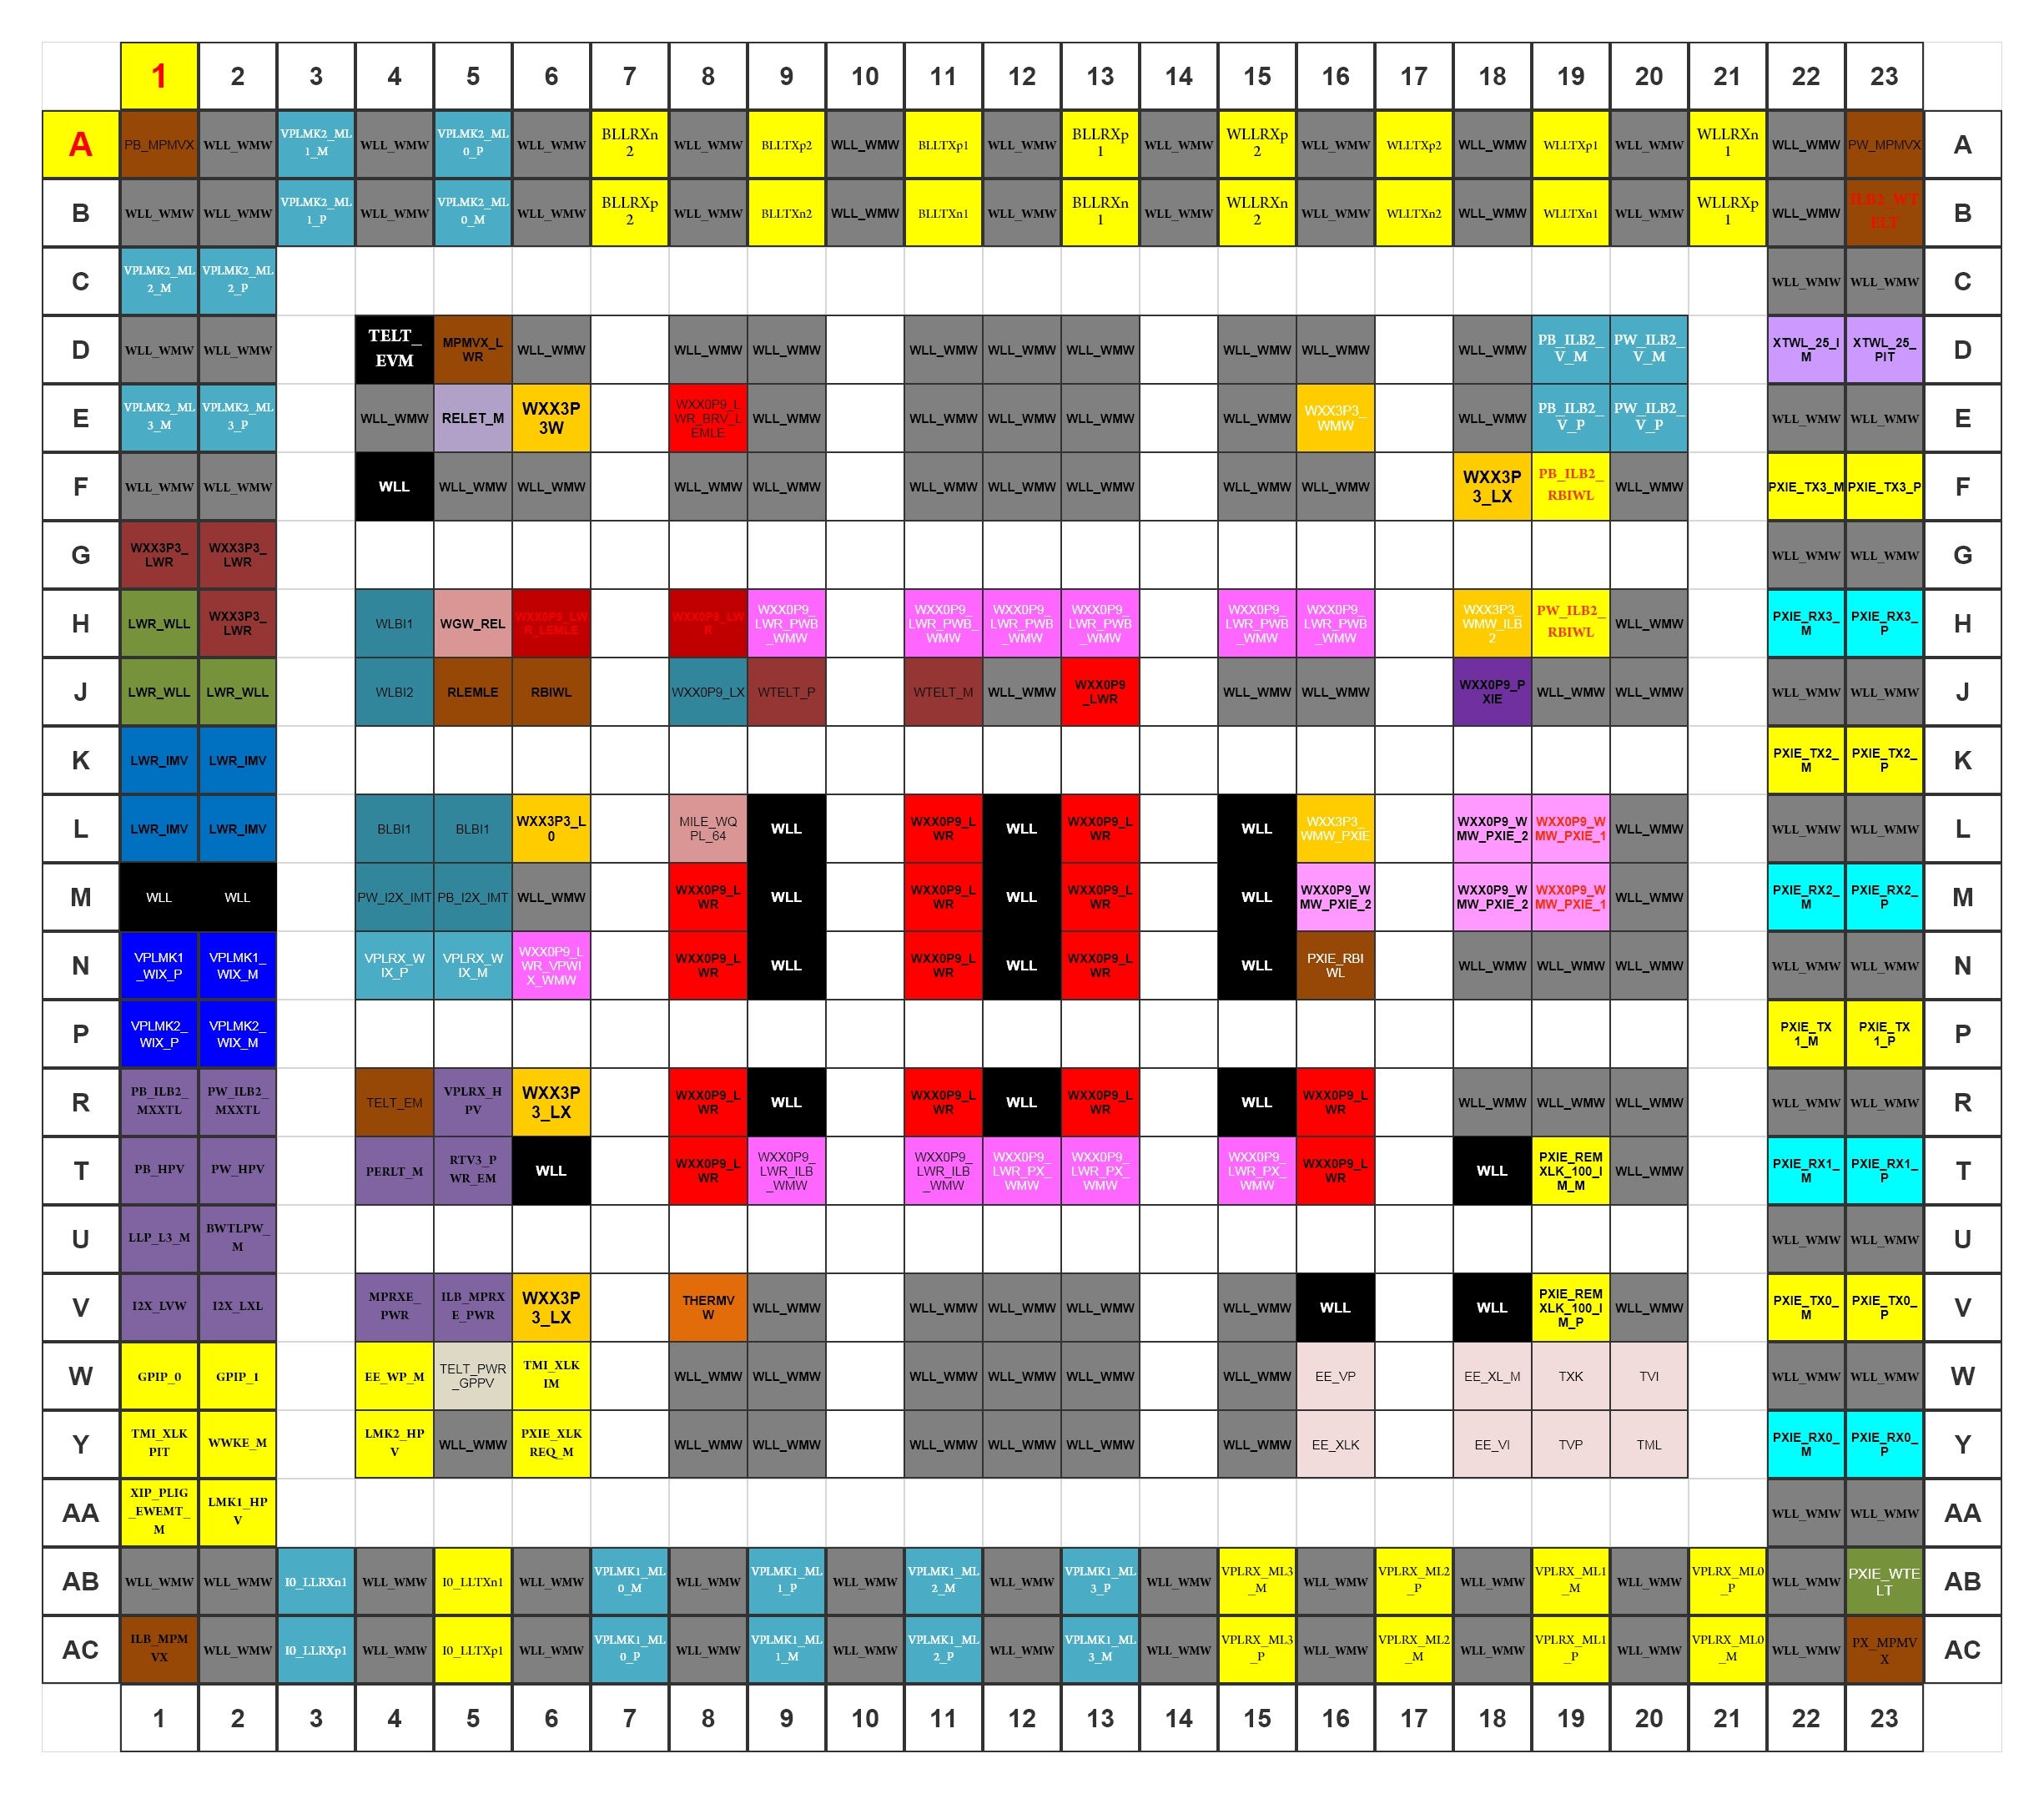 1 2 3 4 5 6 7 8 9 10 11 12 13 14 15 16 17 18 19 20 21 22 23
A PB_MPMVX WLL_WMW VPLMK2_ML1_M WLL_WMW VPLMK2_ML0_P WLL_WMW BLLRXn2 WLL_WMW BLLTXp2 WLL_WMW BLLTXp1 WLL_WMW BLLRXp1 WLL_WMW WLLRXp2 WLL_WMW WLLTXp2 WLL_WMW WLLTXp1 WLL_WMW WLLRXn1 WLL_WMW PW_MPMVX A
B WLL_WMW WLL_WMW VPLMK2_ML1_P WLL_WMW VPLMK2_ML0_M WLL_WMW BLLRXp2 WLL_WMW BLLTXn2 WLL_WMW BLLTXn1 WLL_WMW BLLRXn1 WLL_WMW WLLRXn2 WLL_WMW WLLTXn2 WLL_WMW WLLTXn1 WLL_WMW WLLRXp1 WLL_WMW ILB2_WTELT B
C VPLMK2_ML2_M VPLMK2_ML2_P WLL_WMW WLL_WMW C
D WLL_WMW WLL_WMW TELT_EVM MPMVX_LWR WLL_WMW WLL_WMW WLL_WMW WLL_WMW WLL_WMW WLL_WMW WLL_WMW WLL_WMW WLL_WMW PB_ILB2_V_M PW_ILB2_V_M XTWL_25_IM XTWL_25_PIT D
E VPLMK2_ML3_M VPLMK2_ML3_P WLL_WMW RELET_M WXX3P3W WXX0P9_LWR_BRV_LEMLE WLL_WMW WLL_WMW WLL_WMW WLL_WMW WLL_WMW WXX3P3_WMW WLL_WMW PB_ILB2_V_P PW_ILB2_V_P WLL_WMW WLL_WMW E
F WLL_WMW WLL_WMW WLL WLL_WMW WLL_WMW WLL_WMW WLL_WMW WLL_WMW WLL_WMW WLL_WMW WLL_WMW WLL_WMW WXX3P3_LX PB_ILB2_RBIWL WLL_WMW PXIE_TX3_M PXIE_TX3_P F
G WXX3P3_LWR WXX3P3_LWR WLL_WMW WLL_WMW G
H LWR_WLL WXX3P3_LWR WLBI1 WGW_REL WXX0P9_LWR_LEMLE WXX0P9_LWR WXX0P9_LWR_PWB_WMW WXX0P9_LWR_PWB_WMW WXX0P9_LWR_PWB_WMW WXX0P9_LWR_PWB_WMW WXX0P9_LWR_PWB_WMW WXX0P9_LWR_PWB_WMW WXX3P3_WMW_ILB2 PW_ILB2_RBIWL WLL_WMW PXIE_RX3_M PXIE_RX3_P H
J LWR_WLL LWR_WLL WLBI2 RLEMLE RBIWL WXX0P9_LX WTELT_P WTELT_M WLL_WMW WXX0P9_LWR WLL_WMW WLL_WMW WXX0P9_PXIE WLL_WMW WLL_WMW WLL_WMW WLL_WMW J
K LWR_IMV LWR_IMV PXIE_TX2_M PXIE_TX2_P K
L LWR_IMV LWR_IMV BLBI1 BLBI1 WXX3P3_L0 MILE_WQPL_64 WLL WXX0P9_LWR WLL WXX0P9_LWR WLL WXX3P3_WMW_PXIE WXX0P9_WMW_PXIE_2 WXX0P9_WMW_PXIE_1 WLL_WMW WLL_WMW WLL_WMW L
M WLL WLL PW_I2X_IMT PB_I2X_IMT WLL_WMW WXX0P9_LWR WLL WXX0P9_LWR WLL WXX0P9_LWR WLL WXX0P9_WMW_PXIE_2 WXX0P9_WMW_PXIE_2 WXX0P9_WMW_PXIE_1 WLL_WMW PXIE_RX2_M PXIE_RX2_P M
N VPLMK1_WIX_P VPLMK1_WIX_M VPLRX_WIX_P VPLRX_WIX_M WXX0P9_LWR_VPWIX_WMW WXX0P9_LWR WLL WXX0P9_LWR WLL WXX0P9_LWR WLL PXIE_RBIWL WLL_WMW WLL_WMW WLL_WMW WLL_WMW WLL_WMW N
P VPLMK2_WIX_P VPLMK2_WIX_M PXIE_TX1_M PXIE_TX1_P P
R PB_ILB2_MXXTL PW_ILB2_MXXTL TELT_EM VPLRX_HPV WXX3P3_LX WXX0P9_LWR WLL WXX0P9_LWR WLL WXX0P9_LWR WLL WXX0P9_LWR WLL_WMW WLL_WMW WLL_WMW WLL_WMW WLL_WMW R
T PB_HPV PW_HPV PERLT_M RTV3_PWR_EM WLL WXX0P9_LWR WXX0P9_LWR_ILB_WMW WXX0P9_LWR_ILB_WMW WXX0P9_LWR_PX_WMW WXX0P9_LWR_PX_WMW WXX0P9_LWR_PX_WMW WXX0P9_LWR WLL PXIE_REMXLK_100_IM_M WLL_WMW PXIE_RX1_M PXIE_RX1_P T
U LLP_L3_M BWTLPW_M WLL_WMW WLL_WMW U
V I2X_LVW I2X_LXL MPRXE_PWR ILB_MPRXE_PWR WXX3P3_LX THERMVW WLL_WMW WLL_WMW WLL_WMW WLL_WMW WLL_WMW WLL WLL PXIE_REMXLK_100_IM_P WLL_WMW PXIE_TX0_M PXIE_TX0_P V
W GPIP_0 GPIP_1 EE_WP_M TELT_PWR_GPPV TMI_XLKIM WLL_WMW WLL_WMW WLL_WMW WLL_WMW WLL_WMW WLL_WMW EE_VP EE_XL_M TXK TVI WLL_WMW WLL_WMW W
Y TMI_XLKPIT WWKE_M LMK2_HPV WLL_WMW PXIE_XLKREQ_M WLL_WMW WLL_WMW WLL_WMW WLL_WMW WLL_WMW WLL_WMW EE_XLK EE_VI TVP TML PXIE_RX0_M PXIE_RX0_P Y
AA XIP_PLIG_EWEMT_M LMK1_HPV WLL_WMW WLL_WMW AA
AB WLL_WMW WLL_WMW I0_LLRXn1 WLL_WMW I0_LLTXn1 WLL_WMW VPLMK1_ML0_M WLL_WMW VPLMK1_ML1_P WLL_WMW VPLMK1_ML2_M WLL_WMW VPLMK1_ML3_P WLL_WMW VPLRX_ML3_M WLL_WMW VPLRX_ML2_P WLL_WMW VPLRX_ML1_M WLL_WMW VPLRX_ML0_P WLL_WMW PXIE_WTELT AB
AC ILB_MPMVX WLL_WMW I0_LLRXp1 WLL_WMW I0_LLTXp1 WLL_WMW VPLMK1_ML0_P WLL_WMW VPLMK1_ML1_M WLL_WMW VPLMK1_ML2_P WLL_WMW VPLMK1_ML3_M WLL_WMW VPLRX_ML3_P WLL_WMW VPLRX_ML2_M WLL_WMW VPLRX_ML1_P WLL_WMW VPLRX_ML0_M WLL_WMW PX_MPMVX AC
1 2 3 4 5 6 7 8 9 10 11 12 13 14 15 16 17 18 19 20 21 22 23